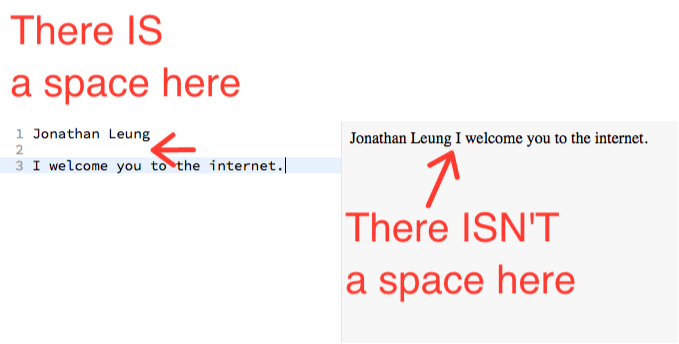 There IS
a space here
1 Jonathan Leung
2
3 I welcome you to the internet.
Jonathan Leung I welcome you to the internet.
There ISN'T
a space here